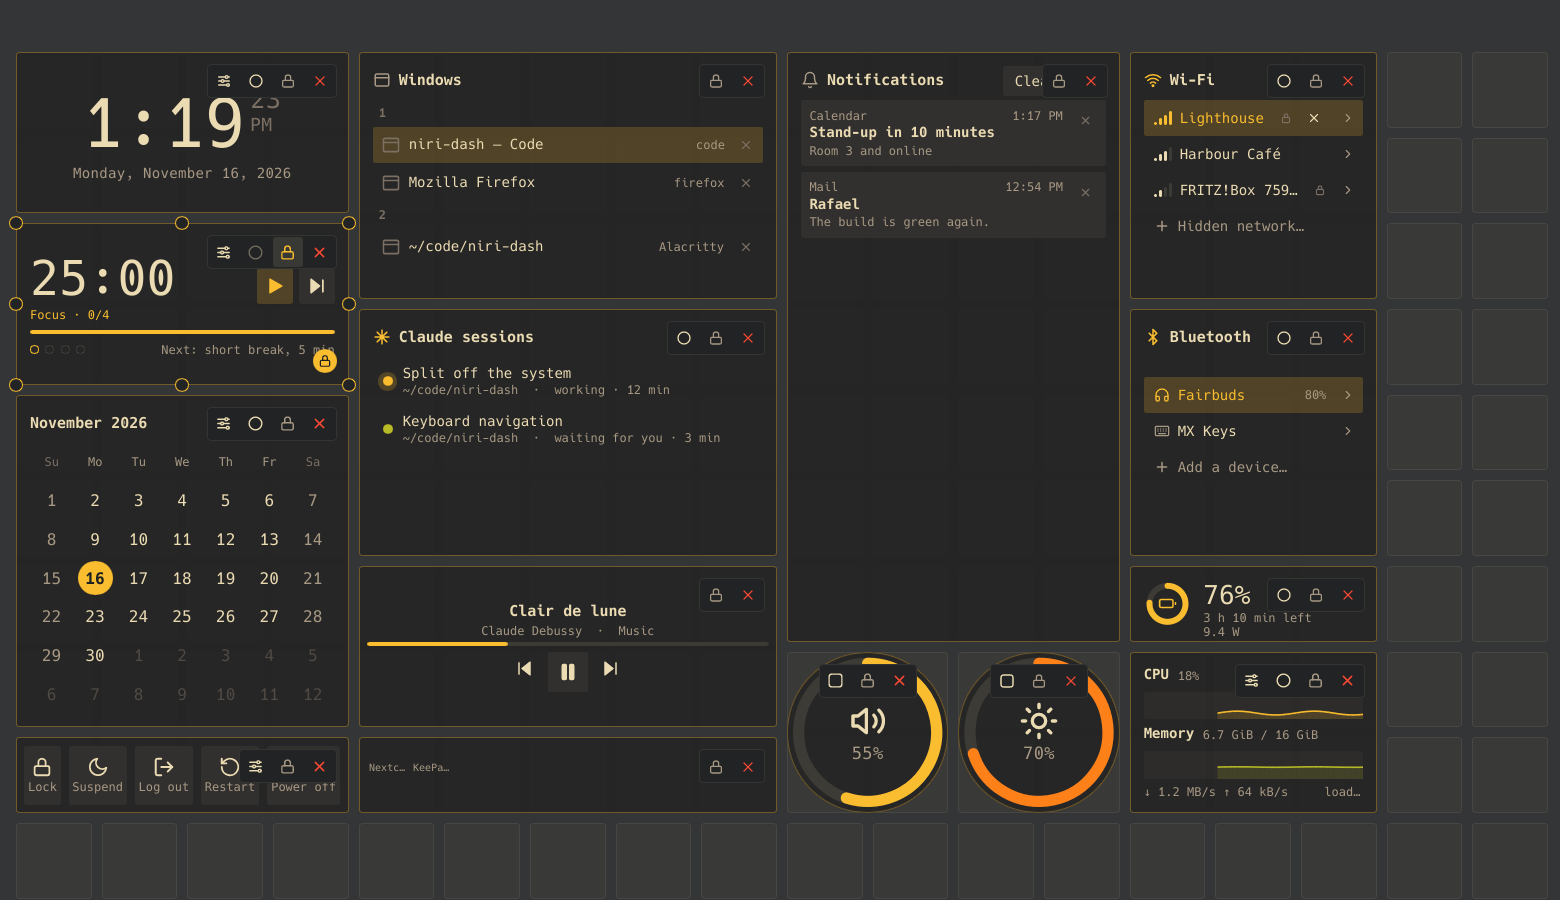 1:19
23
PM
Monday, November 16, 2026
25:00
Focus · 0/4
Next: short break, 5 min
November 2026
Su Mo Tu We Th Fr Sa
1 2 3 4 5 6 7
8 9 10 11 12 13 14
15 16 17 18 19 20 21
22 23 24 25 26 27 28
29 30 1 2 3 4 5
6 7 8 9 10 11 12
Lock Suspend Log out Restart Power off
Windows
1
niri-dash — Code code
Mozilla Firefox firefox
2
~/code/niri-dash Alacritty
Claude sessions
Split off the system
~/code/niri-dash · working · 12 min
Keyboard navigation
~/code/niri-dash · waiting for you · 3 min
Clair de lune
Claude Debussy · Music
Nextc… KeePa…
Notifications
Calendar 1:17 PM
Stand-up in 10 minutes
Room 3 and online
Mail 12:54 PM
Rafael
The build is green again.
55%
70%
Wi-Fi
Lighthouse
Harbour Café
FRITZ!Box 759…
Hidden network…
Bluetooth
Fairbuds 80%
MX Keys
Add a device…
76%
3 h 10 min left
9.4 W
CPU 18%
Memory 6.7 GiB / 16 GiB
↓ 1.2 MB/s ↑ 64 kB/s load…